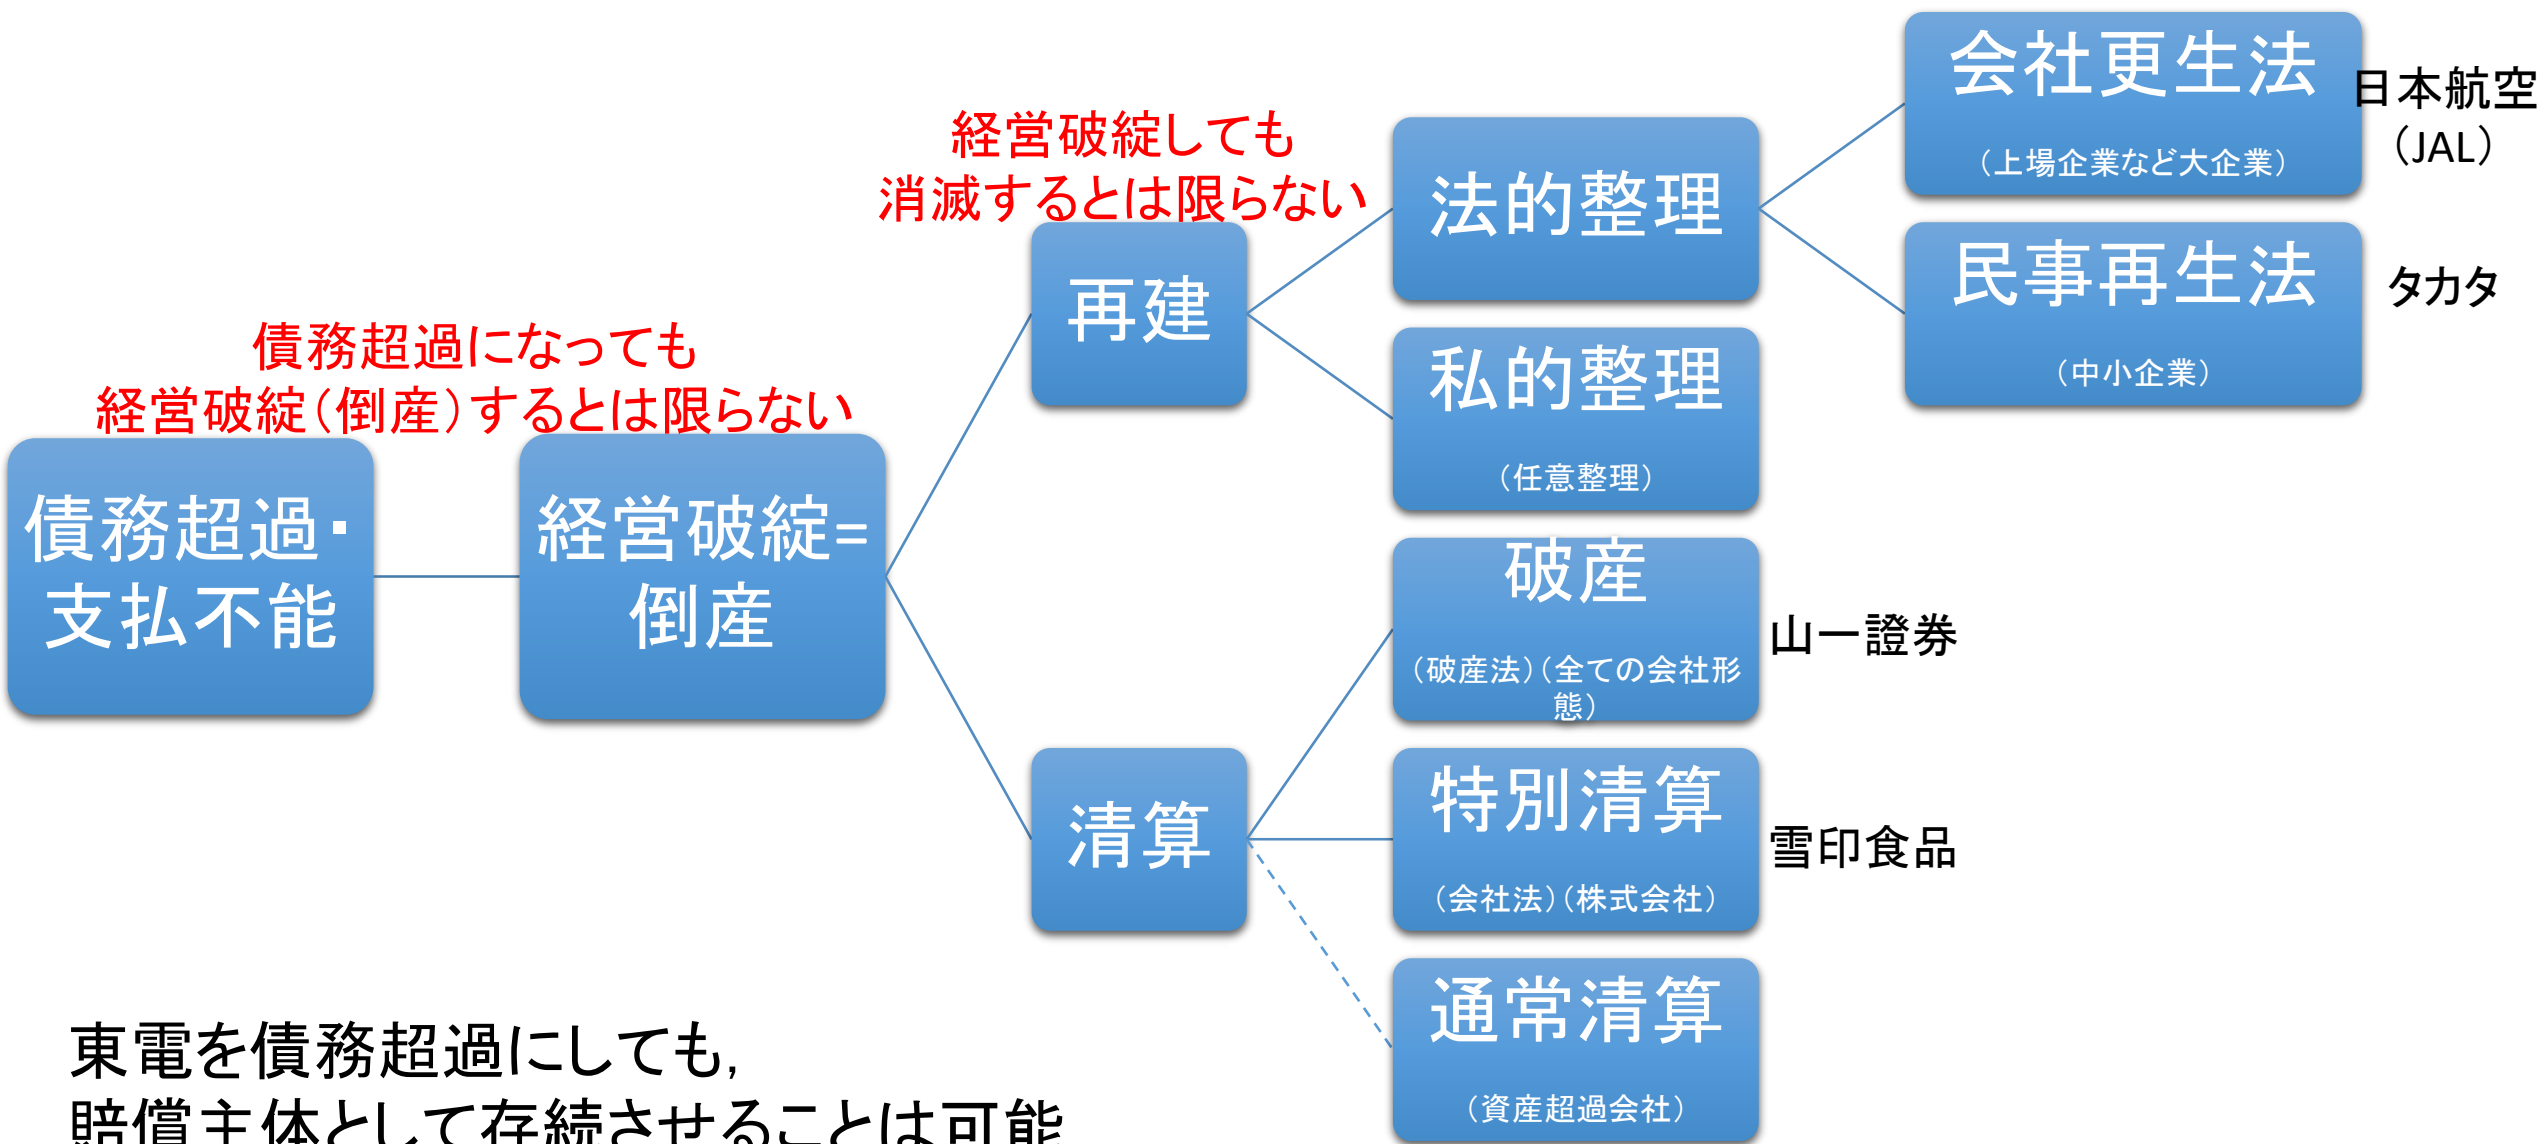 債務超過になっても
経営破綻（倒産）するとは限らない
債務超過・
支払不能
経営破綻=
倒産
経営破綻しても
消滅するとは限らない
再建
清算
法的整理
私的整理
（任意整理）
破産
（破産法）（全ての会社形
態）
山一證券
特別清算
（会社法）（株式会社）
雪印食品
通常清算
（資産超過会社）
会社更生法
（上場企業など大企業）
日本航空
（JAL）
民事再生法
（中小企業）
タカタ
東電を債務超過にしても,
賠償主体として存続させることは可能